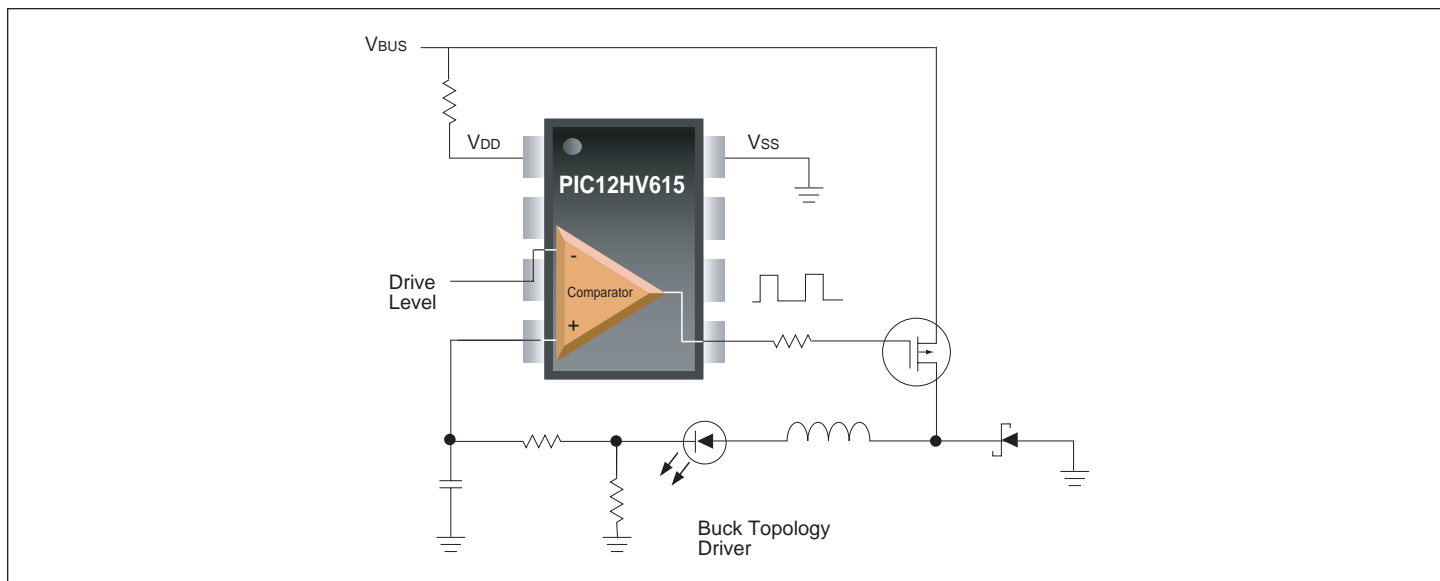 VBUS
VDD
VSS
PIC12HV615
-
Drive
Level
Comparator
+
Buck Topology
Driver